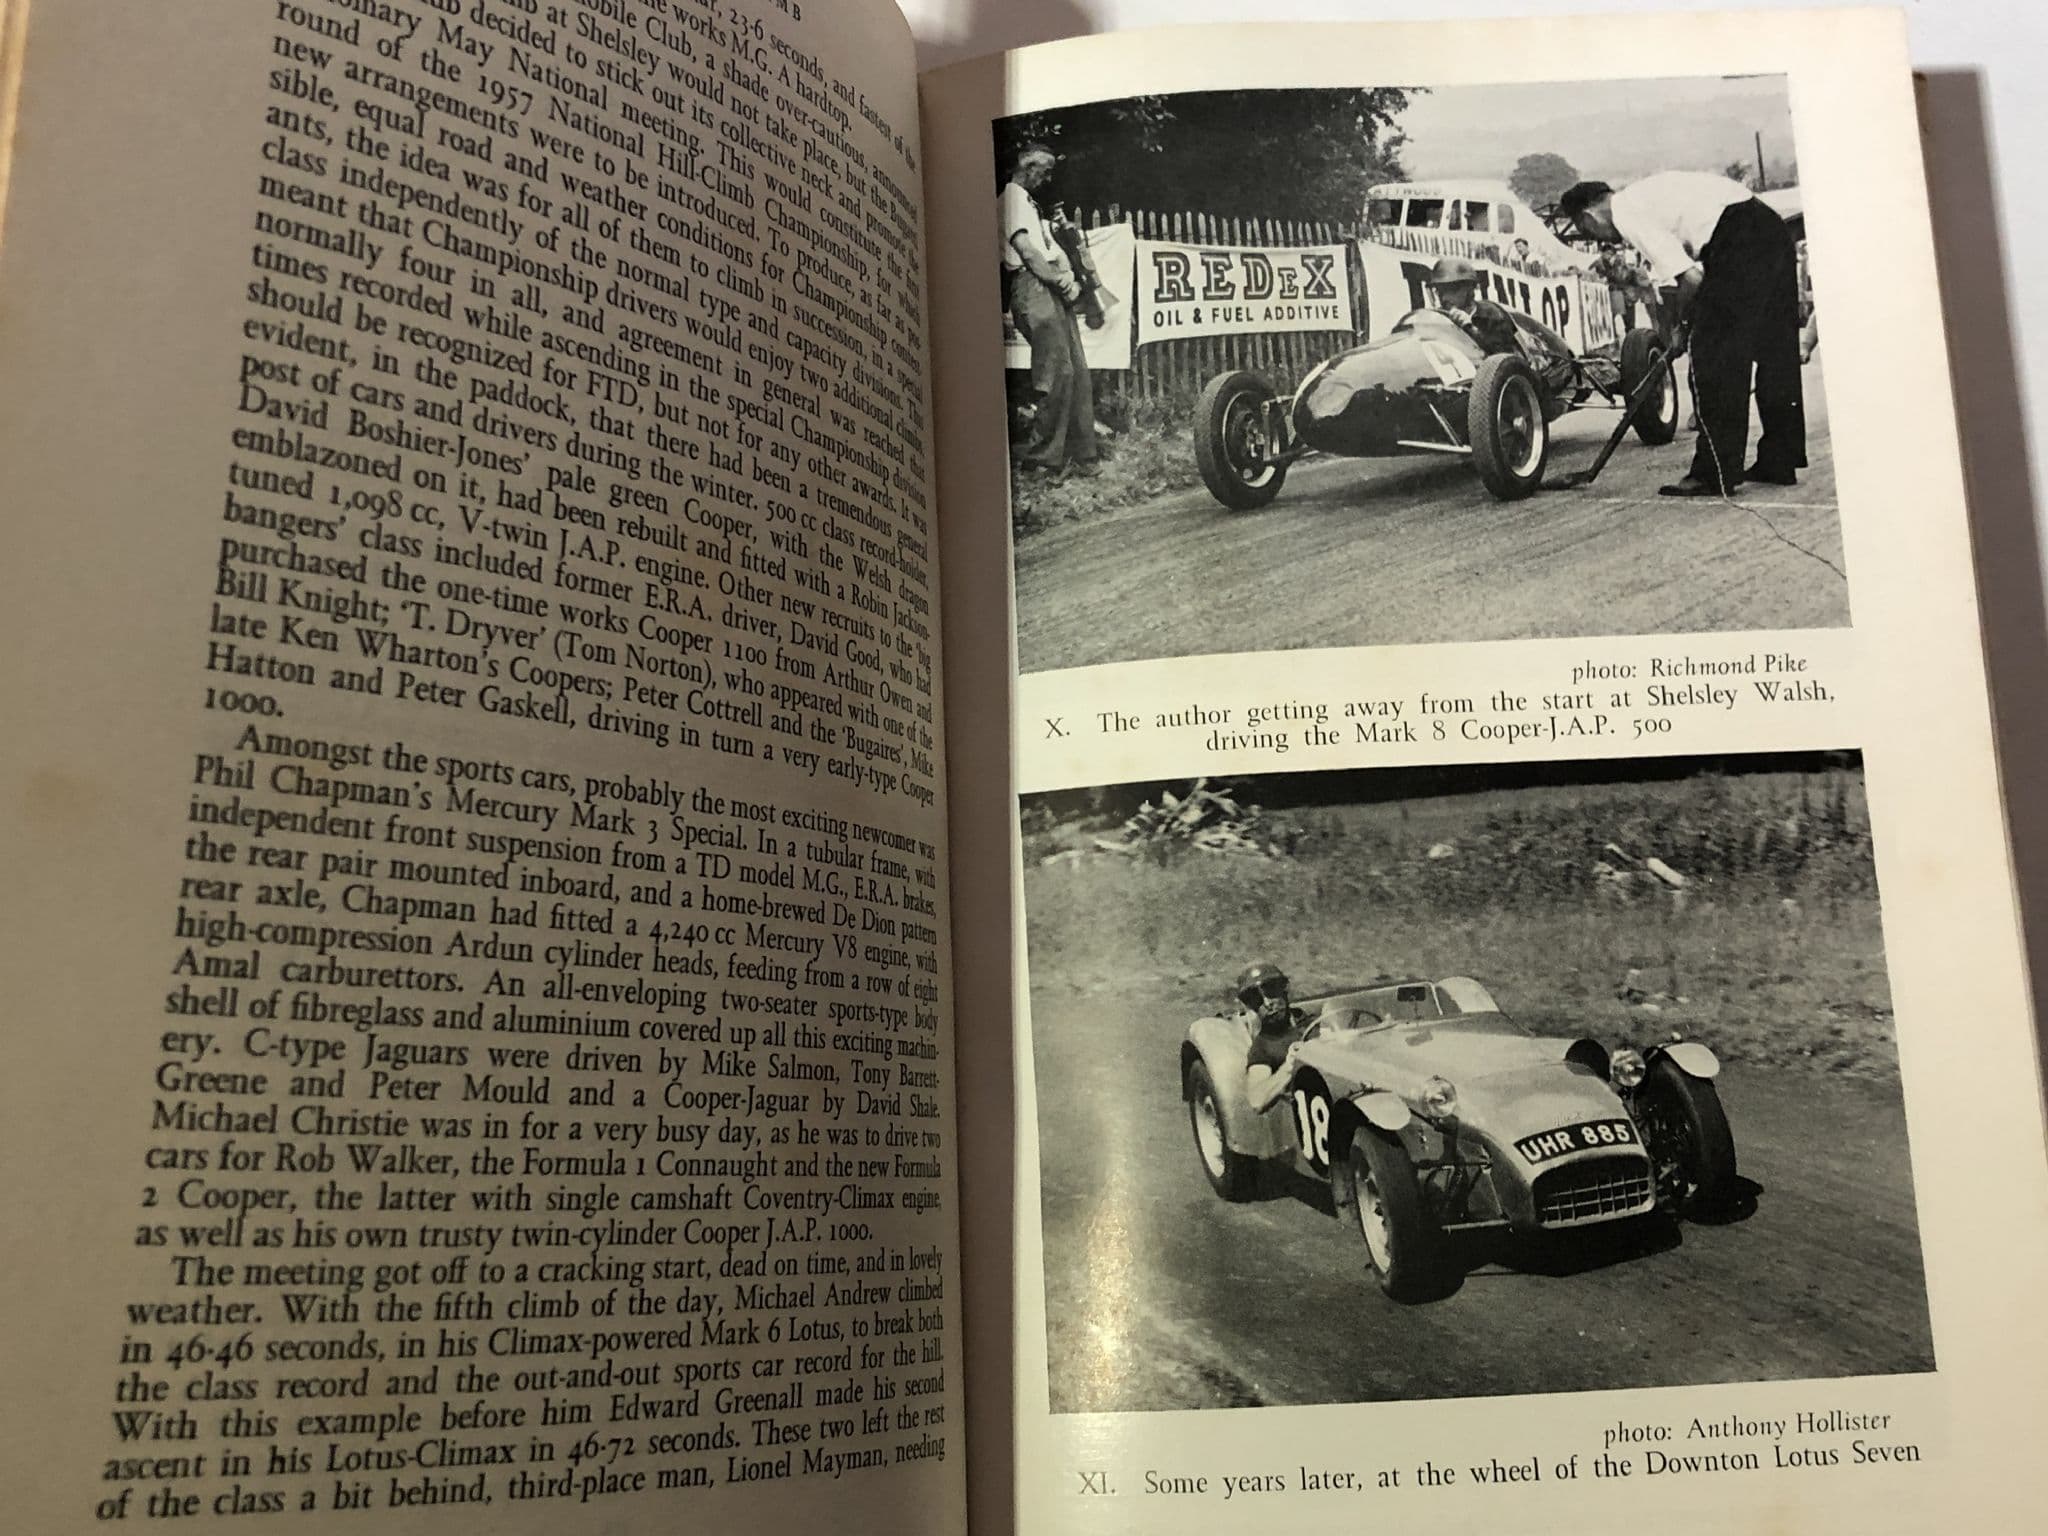 M B
ar, 23·6 seconds, and fastest of the
the works M.G. A hardtop.
mobile Club, a shade over-cautious, announced
at Shelsley would not take place, but the Bugatti
decided to stick out its collective neck and promote the
May National meeting. This would constitute the first
round of the 1957 National Hill-Climb Championship, for which
new arrangements were to be introduced. To produce, as far as pos-
sible, equal road and weather conditions for Championship contest-
ants, the idea was for all of them to climb in succession, in a special
class independently of the normal type and capacity divisions. This
meant that Championship drivers would enjoy two additional climbs,
normally four in all, and agreement in general was reached that
times recorded while ascending in the special Championship division
should be recognized for FTD, but not for any other awards. It was
evident, in the paddock, that there had been a tremendous general
post of cars and drivers during the winter. 500 cc class record-holder,
David Boshier-Jones' pale green Cooper, with the Welsh dragon
emblazoned on it, had been rebuilt and fitted with a Robin Jackson-
tuned 1,098 cc, V-twin J.A.P. engine. Other new recruits to the 'big
bangers' class included former E.R.A. driver, David Good, who had
purchased the one-time works Cooper 1100 from Arthur Owen and
Bill Knight; 'T. Dryver' (Tom Norton), who appeared with one of the
late Ken Wharton's Coopers; Peter Cottrell and the 'Bugaires', Mike
Hatton and Peter Gaskell, driving in turn a very early-type Cooper
1000.
Amongst the sports cars, probably the most exciting newcomer was
Phil Chapman's Mercury Mark 3 Special. In a tubular frame, with
independent front suspension from a TD model M.G., E.R.A. brakes,
the rear pair mounted inboard, and a home-brewed De Dion pattern
rear axle, Chapman had fitted a 4,240 cc Mercury V8 engine, with
high-compression Ardun cylinder heads, feeding from a row of eight
Amal carburettors. An all-enveloping two-seater sports-type body
shell of fibreglass and aluminium covered up all this exciting machin-
ery. C-type Jaguars were driven by Mike Salmon, Tony Barrett-
Greene and Peter Mould and a Cooper-Jaguar by David Shale.
Michael Christie was in for a very busy day, as he was to drive two
cars for Rob Walker, the Formula 1 Connaught and the new Formula
2 Cooper, the latter with single camshaft Coventry-Climax engine,
as well as his own trusty twin-cylinder Cooper J.A.P. 1000.
The meeting got off to a cracking start, dead on time, and in lovely
weather. With the fifth climb of the day, Michael Andrew climbed
in 46·46 seconds, in his Climax-powered Mark 6 Lotus, to break both
the class record and the out-and-out sports car record for the hill.
With this example before him Edward Greenall made his second
ascent in his Lotus-Climax in 46·72 seconds. These two left the rest
of the class a bit behind, third-place man, Lionel Mayman, needing
REDEX
OIL & FUEL ADDITIVE
photo: Richmond Pike
X. The author getting away from the start at Shelsley Walsh,
driving the Mark 8 Cooper-J.A.P. 500
18
UHR 885
photo: Anthony Hollister
XI. Some years later, at the wheel of the Downton Lotus Seven